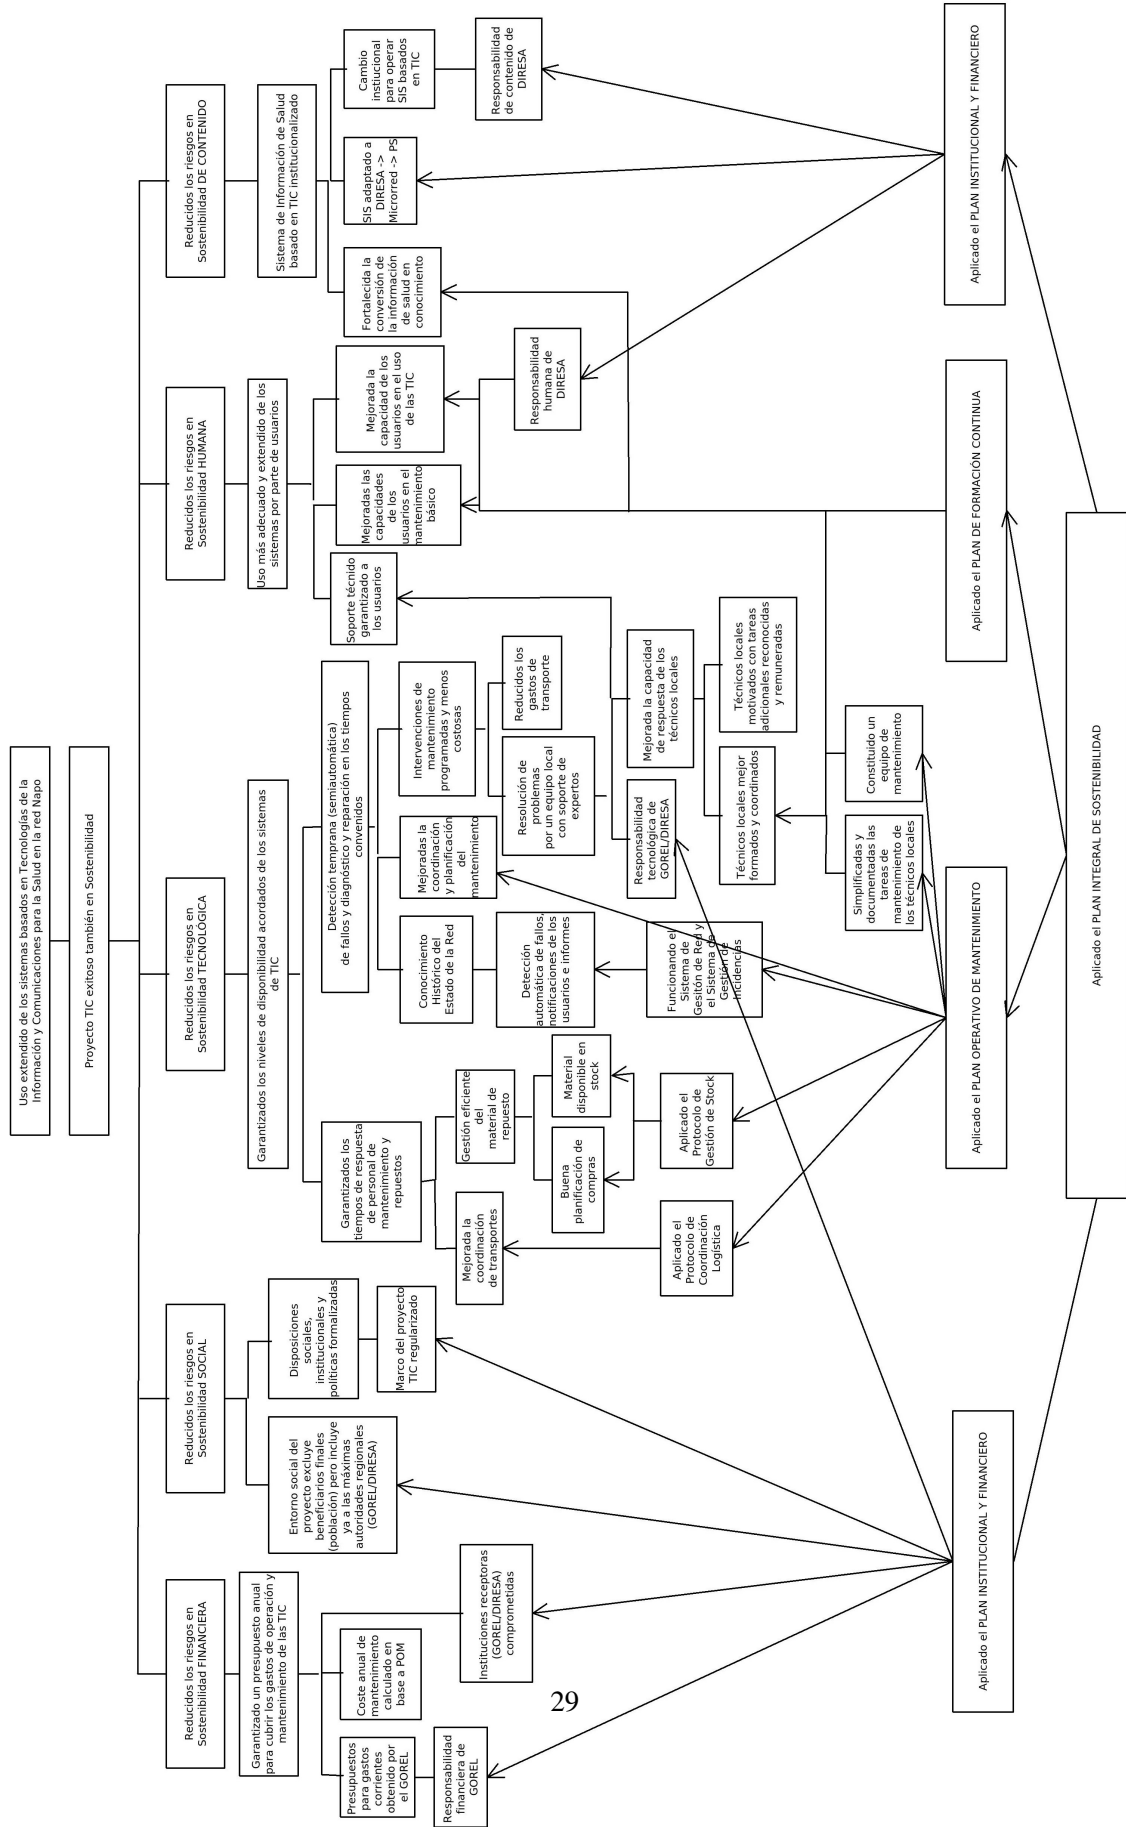 Uso extendido de los sistemas basados en Tecnologías de la
Información y Comunicaciones para la Salud en la red Napo
Proyecto TIC exitoso también en Sostenibilidad
Reducidos los riesgos en
Sostenibilidad FINANCIERA
Reducidos los riesgos en
Sostenibilidad SOCIAL
Reducidos los riesgos en
Sostenibilidad TECNOLÓGICA
Reducidos los riesgos en
Sostenibilidad HUMANA
Reducidos los riesgos en
Sostenibilidad DE CONTENIDO
Garantizado un presupuesto anual
para cubrir los gastos de operación y
mantenimiento de las TIC
Presupuestos
para gastos
corrientes
obtenido por
el GOREL
Coste anual de
mantenimiento
calculado en
base a POM
Responsabilidad
financiera de
GOREL
Instituciones receptoras
(GOREL/DIRESA)
comprometidas
Entorno social del
proyecto excluye
beneficiarios finales
(población) pero incluye
ya a las máximas
autoridades regionales
(GOREL/DIRESA)
Disposiciones
sociales,
institucionales y
políticas formalizadas
Marco del proyecto
TIC regularizado
Garantizados los niveles de disponibilidad acordados de los sistemas
de TIC
Garantizados los
tiempos de respuesta
de personal de
mantenimiento y
repuestos
Mejorada la
coordinación
de transportes
Gestión eficiente
del
material de
repuesto
Buena
planificación de
compras
Material
disponible en
stock
Aplicado el
Protocolo de
Coordinación
Logística
Aplicado el
Protocolo de
Gestión de Stock
Detección temprana (semiautomática)
de fallos y diagnóstico y reparación en los tiempos
convenidos
Conocimiento
Histórico del
Estado de la Red
Mejoradas la
coordinación
y planificación
del
mantenimiento
Intervenciones de
mantenimiento
programadas y menos
costosas
Detección
automática de fallos,
notificaciones de los
usuarios e informes
Resolución de
problemas
por un equipo local
con soporte de
expertos
Reducidos los
gastos de
transporte
Funcionando el
Sistema de
Gesión de Red y
el Sistema de
Gestión de
Incidencias
Responsabilidad
tecnológica de
GOREL/DIRESA
Mejorada la capacidad
de respuesta de los
técnicos locales
Técnicos locales mejor
formados y coordinados
Técnicos locales
motivados con tareas
adicionales reconocidas
y remuneradas
Simplificadas y
documentadas las
tareas de
mantenimiento de
los técnicos locales
Constituido un
equipo de
mantenimiento
Uso más adecuado y extendido de los
sistemas por parte de usuarios
Soporte técnido
garantizado a
los usuarios
Mejoradas las
capacidades
de los
usuarios en el
mantenimiento
básico
Mejorada la
capacidad de los
usuarios en el uso
de las TIC
Responsabilidad
humana de
DIRESA
Sistema de Información de Salud
basado en TIC institucionalizado
Fortalecida la
conversión de
la información
de salud en
conocimiento
SIS adaptado a
DIRESA ->
Microrred -> PS
Cambio
instiucional
para operar
SIS basados
en TIC
Responsabilidad
de contenido de
DIRESA
Aplicado el PLAN INSTITUCIONAL Y FINANCIERO
Aplicado el PLAN OPERATIVO DE MANTENIMIENTO
Aplicado el PLAN DE FORMACIÓN CONTINUA
Aplicado el PLAN INSTITUCIONAL Y FINANCIERO
Aplicado el PLAN INTEGRAL DE SOSTENIBILIDAD
29